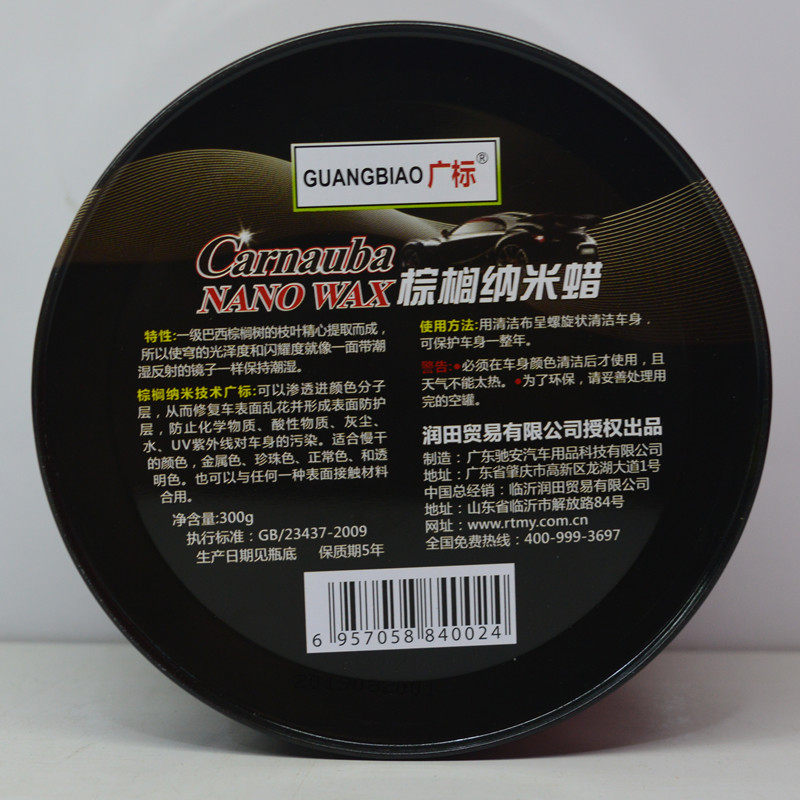 GUANGBIAO广标®
Carnauba
NANO WAX 棕榈纳米蜡
特性:一级巴西棕榈树的枝叶精心提取而成，
所以使穹的光泽度和闪耀度就像一面带潮
湿反射的镜子一样保持潮湿。
棕榈纳米技术广标:可以渗透进颜色分子
层，从而修复车表面乱花并形成表面防护
层，防止化学物质、酸性物质、灰尘、
水、UV紫外线对车身的污染。适合慢干
的颜色，金属色、珍珠色、正常色、和透
明色。也可以与任何一种表面接触材料
合用。
净含量:300g
执行标准：GB/23437-2009
生产日期见瓶底 保质期5年
使用方法:用清洁布呈螺旋状清洁车身，
可保护车身一整年。
警告:●必须在车身颜色清洁后才使用，且
天气不能太热。●为了环保，请妥善处理用
完的空罐。
润田贸易有限公司授权出品
制造：广东驰安汽车用品科技有限公司
地址：广东省肇庆市高新区龙湖大道1号
中国总经销：临沂润田贸易有限公司
地址：山东省临沂市解放路84号
网址：www.rtmy.com.cn
全国免费热线：400-999-3697
6 957058 840024